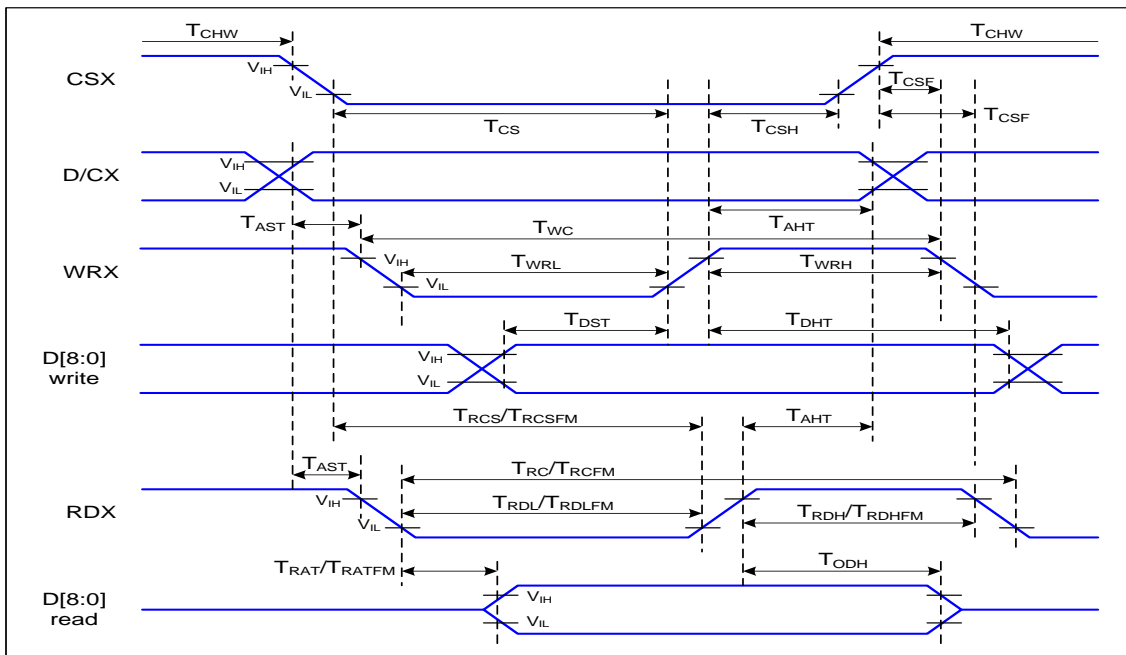 TCHW TCHW
CSX VIH
VIL
TCSF
TCS TCSH TCSF
D/CX VIH
VIL
TAST TWC TAHT
WRX VIH
VIL
TWRL TWRH
TDST TDHT
D[8:0]
write
VIH
VIL
TRCS/TRCSFM TAHT
TAST TRC/TRCFM
RDX VIH
VIL
TRDL/TRDLFM TRDH/TRDHFM
TRAT/TRATFM TODH
D[8:0]
read
VIH
VIL